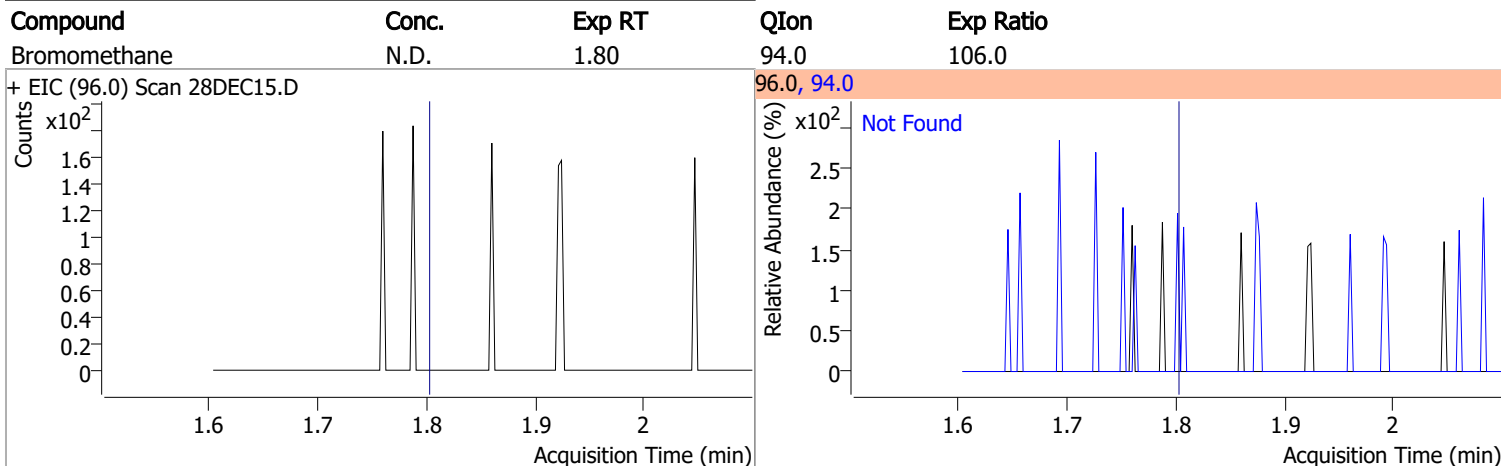 Compound Conc. Exp RT QIon Exp Ratio
Bromomethane N.D. 1.80 94.0 106.0
+ EIC (96.0) Scan 28DEC15.D
Counts
x10²
1.6
1.4
1.2
1
0.8
0.6
0.4
0.2
0
1.6 1.7 1.8 1.9 2
Acquisition Time (min)
96.0, 94.0
Relative Abundance (%)
x10²
Not Found
2.5
2
1.5
1
0.5
0
1.6 1.7 1.8 1.9 2
Acquisition Time (min)